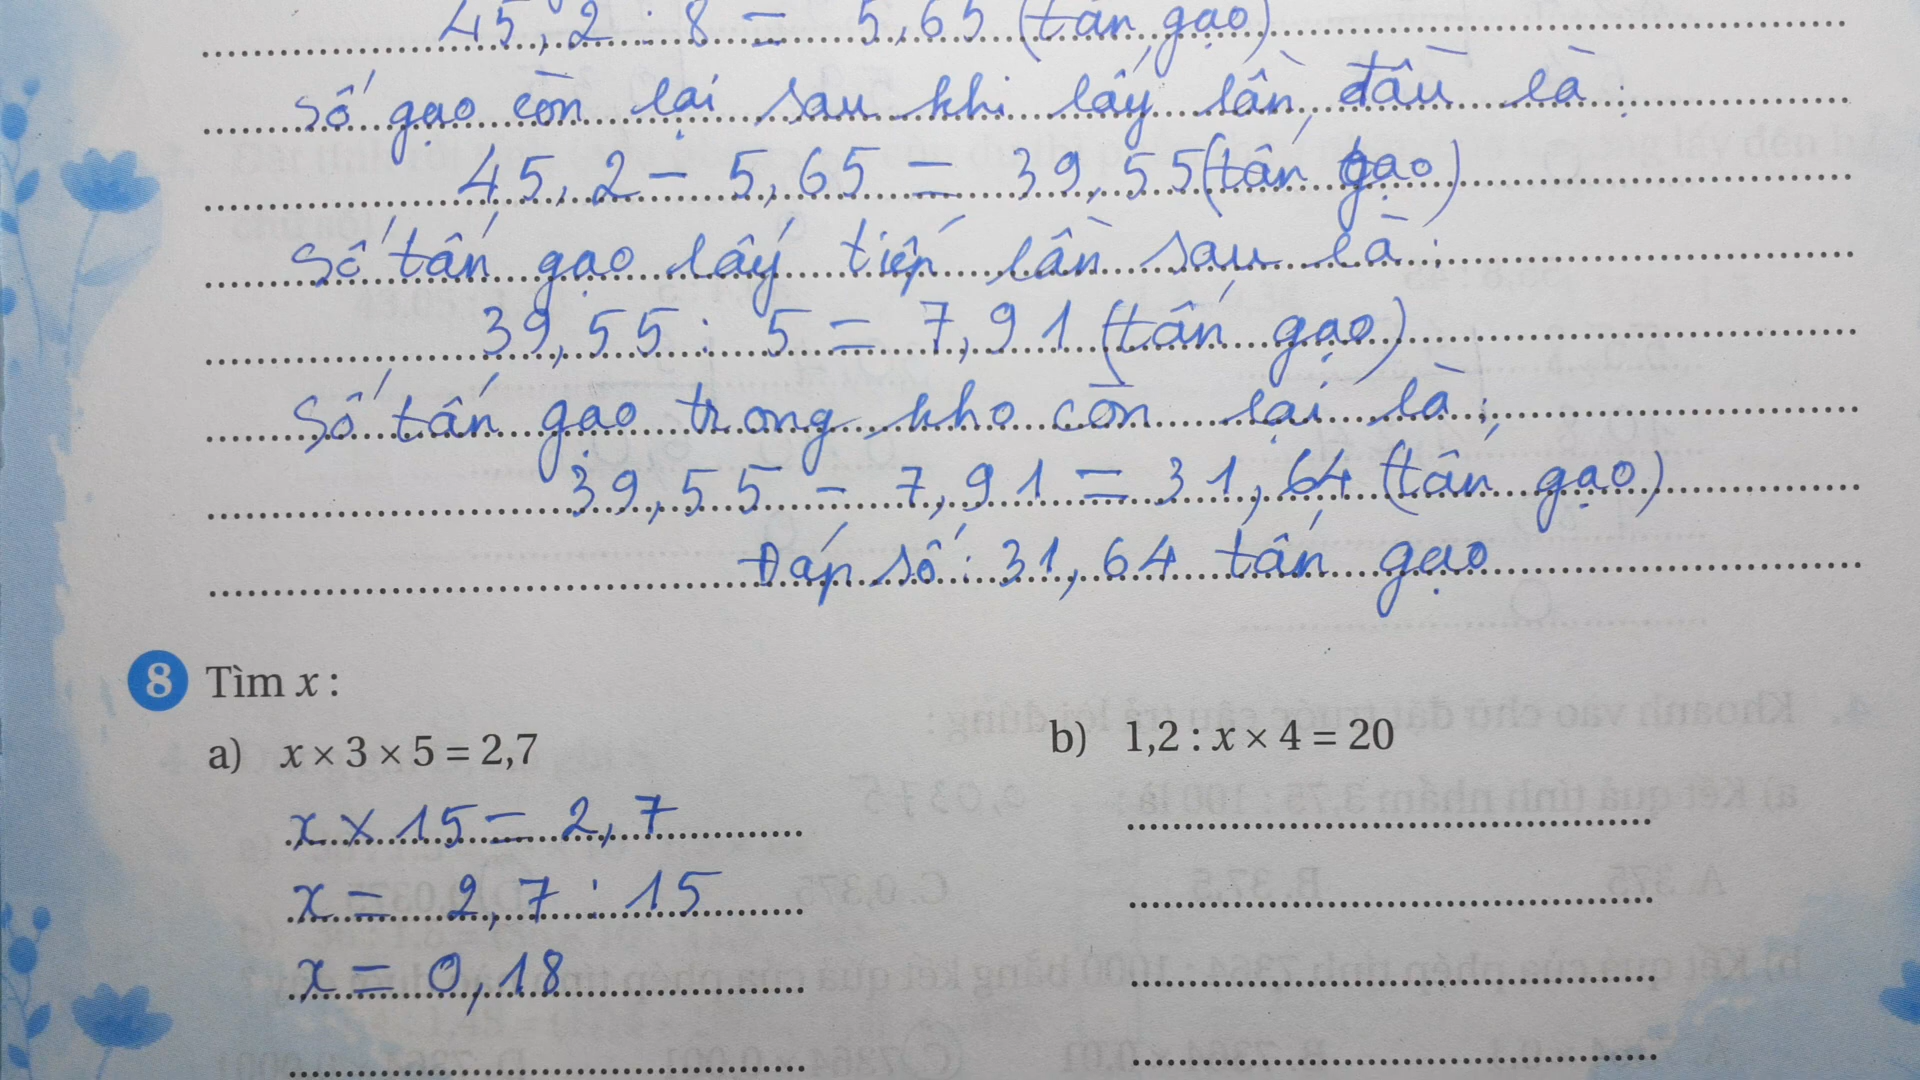 45,2 : 8 = 5,65 (tấn gạo)
Số gạo còn lại sau khi lấy lần đầu là :
45,2 - 5,65 = 39,55 (tấn gạo)
Số tấn gạo lấy tiếp lần sau là :
39,55 : 5 = 7,91 (tấn gạo)
Số tấn gạo trong kho còn lại là :
39,55 - 7,91 = 31,64 (tấn gạo)
Đáp số : 31,64 tấn gạo
8 Tìm x :
a) x × 3 × 5 = 2,7
x × 15 = 2,7
x = 2,7 : 15
x = 0,18
b) 1,2 : x × 4 = 20